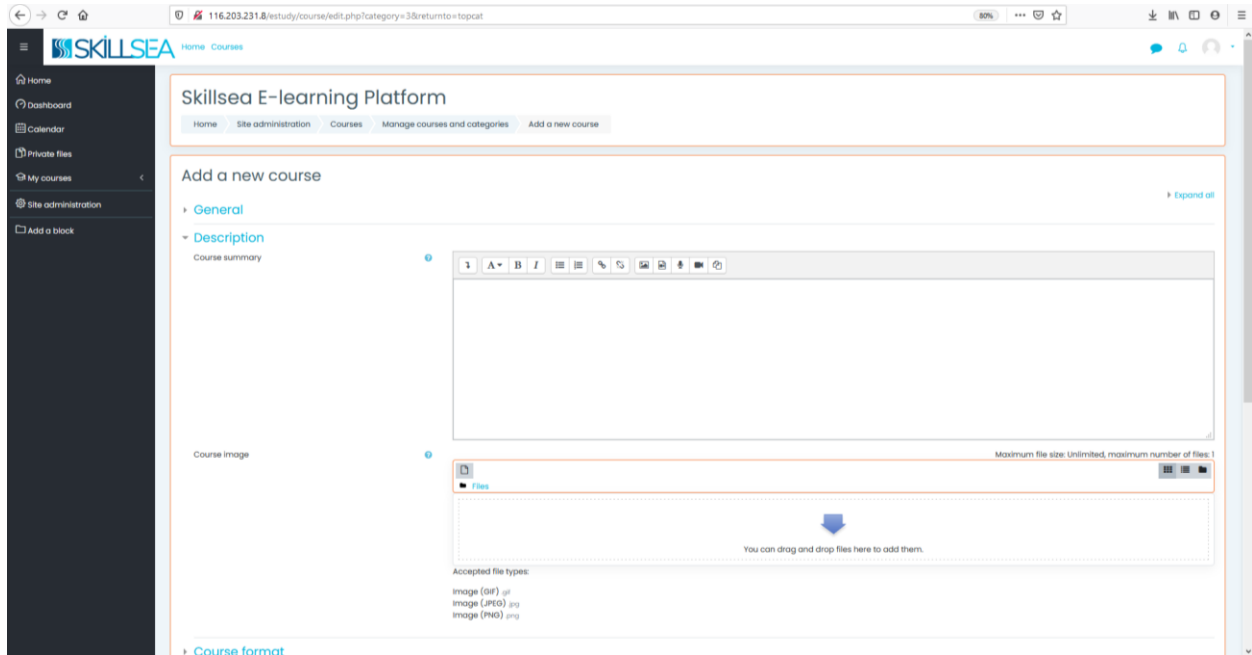 116.203.231.8/estudy/course/edit.php?category=3&returnto=topcat
80%
SKILLSEA Home Courses
Home
Dashboard
Calendar
Private files
My courses
Site administration
Add a block
Skillsea E-learning Platform
Home Site administration Courses Manage courses and categories Add a new course
Add a new course
Expand all
General
Description
Course summary
A B I
Course image
Maximum file size: Unlimited, maximum number of files: 1
Files
You can drag and drop files here to add them.
Accepted file types:
Image (GIF) .gif
Image (JPEG) .jpg
Image (PNG) .png
Course format